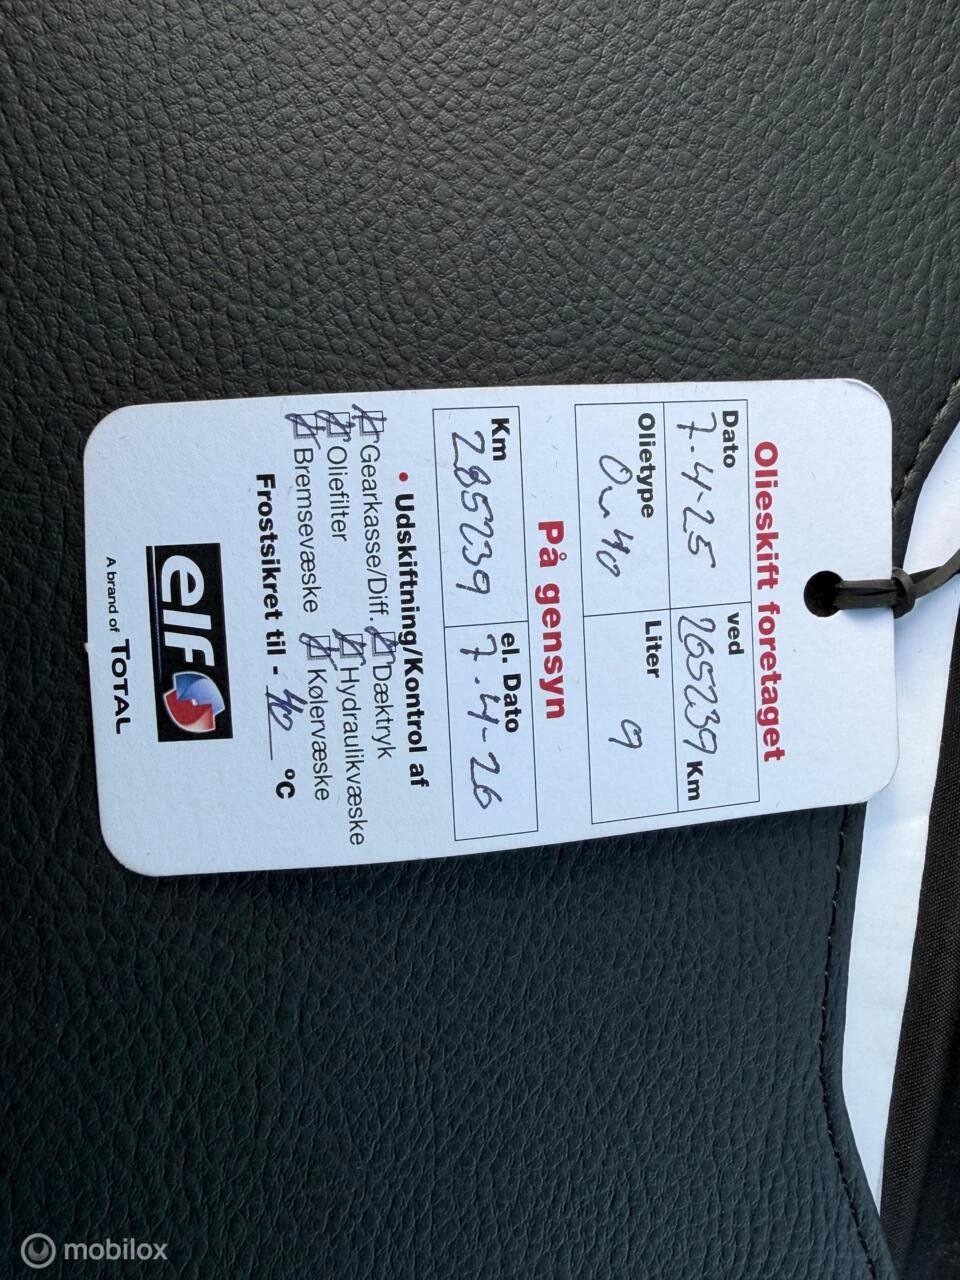 Olieskift foretaget
Dato 7.4-25 ved 265239 Km
Olietype 0w40 Liter 9
På gensyn
Km 285239 el. Dato 7.4-26
• Udskiftning/Kontrol af
Gearkasse/Diff. Dæktryk
Oliefilter Hydraulikvæske
Bremsevæske Kølervæske
Frostsikret til - 40 °C
elf
A brand of TOTAL
mobilox